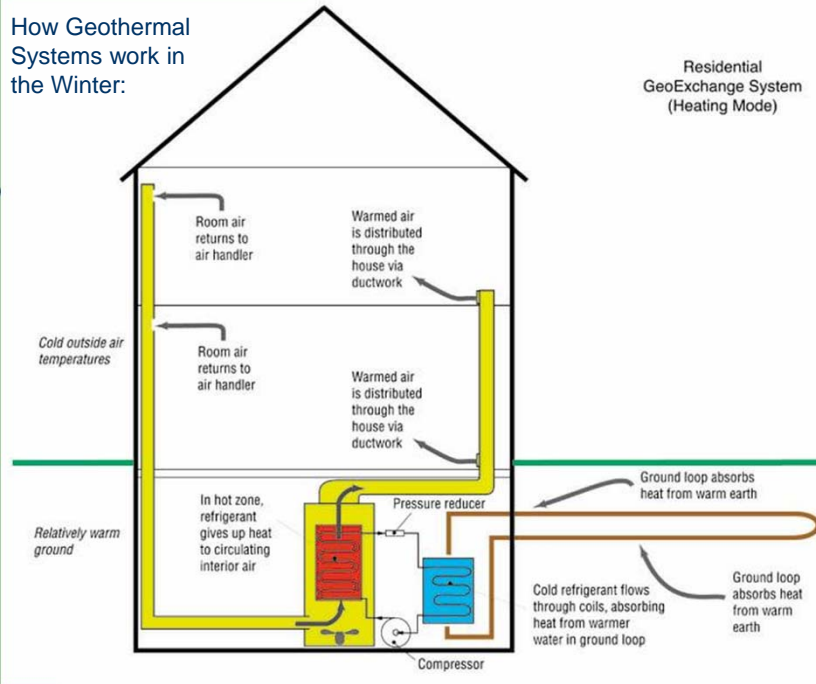 How Geothermal
Systems work in
the Winter:
Residential
GeoExchange System
(Heating Mode)
Room air
returns to
air handler
Warmed air
is distributed
through the
house via
ductwork
Cold outside air
temperatures
Room air
returns to
air handler
Warmed air
is distributed
through the
house via
ductwork
Relatively warm
ground
In hot zone,
refrigerant
gives up heat
to circulating
interior air
Pressure reducer
Ground loop absorbs
heat from warm earth
Cold refrigerant flows
through coils, absorbing
heat from warmer
water in ground loop
Ground loop
absorbs heat
from warm
earth
Compressor